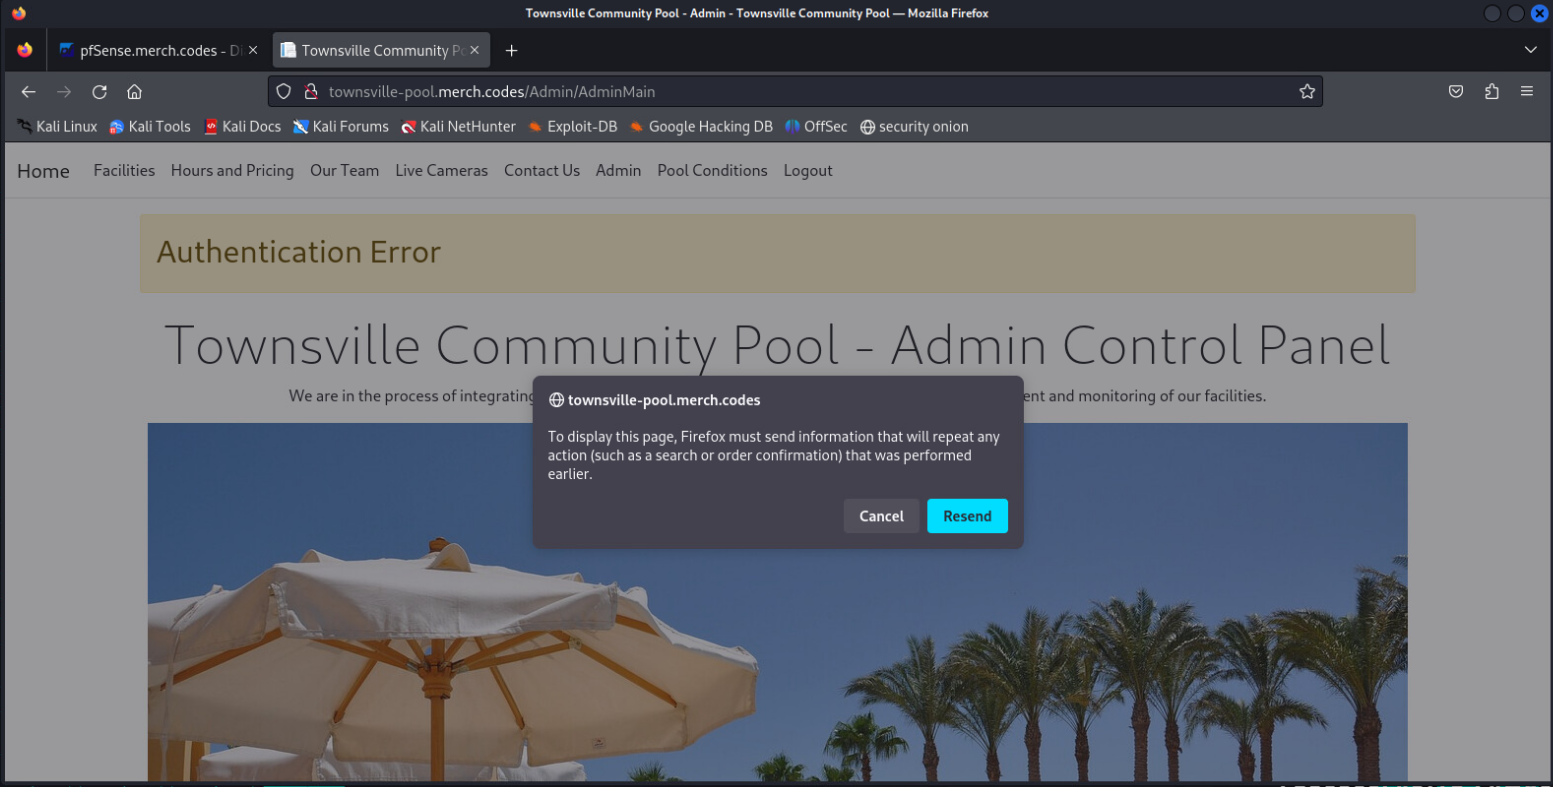 Townsville Community Pool - Admin - Townsville Community Pool — Mozilla Firefox
pfSense.merch.codes - Di
Townsville Community Po
townsville-pool.merch.codes/Admin/AdminMain
Kali Linux Kali Tools Kali Docs Kali Forums Kali NetHunter Exploit-DB Google Hacking DB OffSec security onion
Home Facilities Hours and Pricing Our Team Live Cameras Contact Us Admin Pool Conditions Logout
Authentication Error
Townsville Community Pool - Admin Control Panel
We are in the process of integrating ent and monitoring of our facilities.
townsville-pool.merch.codes
To display this page, Firefox must send information that will repeat any
action (such as a search or order confirmation) that was performed
earlier.
Cancel Resend